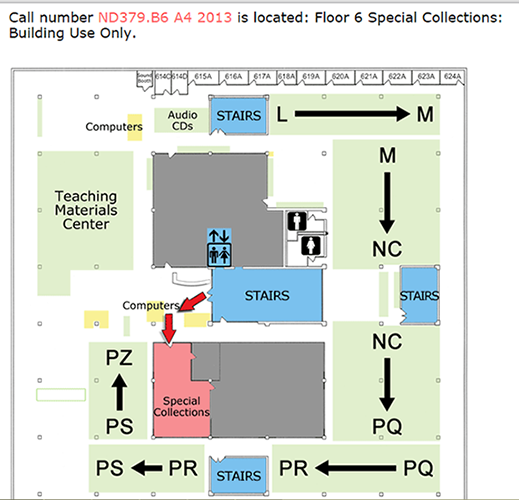 Call number ND379.B6 A4 2013 is located: Floor 6 Special Collections:
Building Use Only.
Sound Booth 614C 614D 615A 616A 617A 618A 619A 620A 621A 622A 623A 624A
Computers
Audio
CDs
STAIRS
L M
M
Teaching
Materials
Center
NC
STAIRS
STAIRS
Computers
NC
PZ
Special
Collections
PS
PQ
PS PR
STAIRS
PR PQ